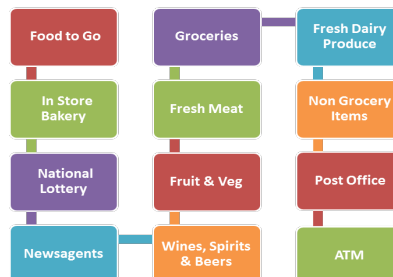 Food to Go
In Store
Bakery
National
Lottery
Newsagents
Wines, Spirits
& Beers
Fruit & Veg
Fresh Meat
Groceries
Fresh Dairy
Produce
Non Grocery
Items
Post Office
ATM